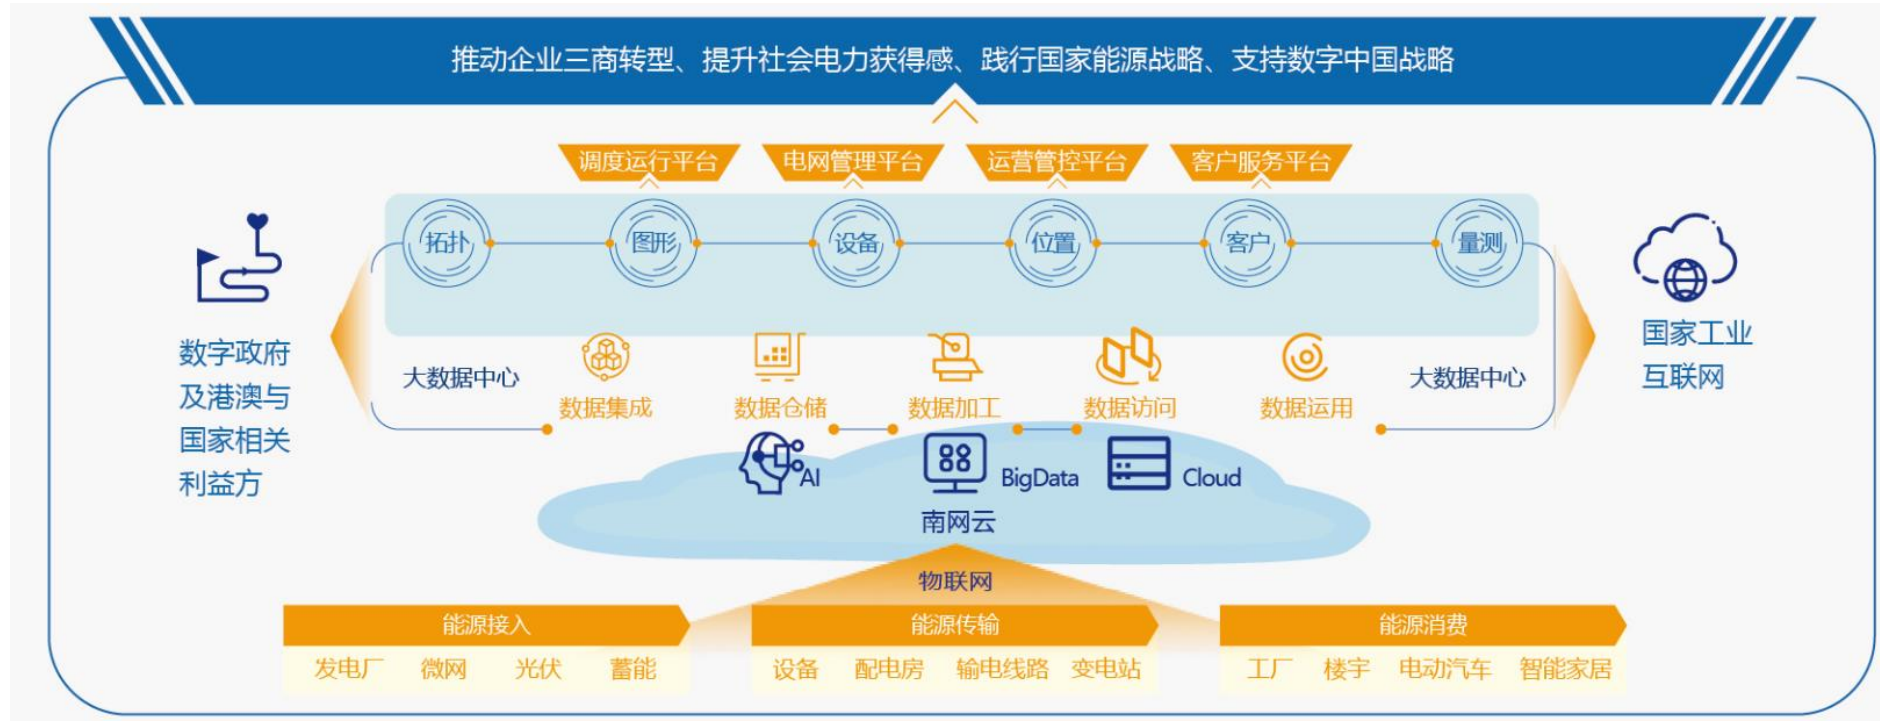 推动企业三商转型、提升社会电力获得感、践行国家能源战略、支持数字中国战略
调度运行平台 电网管理平台 运营管控平台 客户服务平台
拓扑 图形 设备 位置 客户 量测
数字政府
及港澳与
国家相关
利益方
国家工业
互联网
大数据中心 大数据中心
数据集成 数据仓储 数据加工 数据访问 数据运用
AI BigData Cloud
南网云
物联网
能源接入 能源传输 能源消费
发电厂 微网 光伏 蓄能 设备 配电房 输电线路 变电站 工厂 楼宇 电动汽车 智能家居